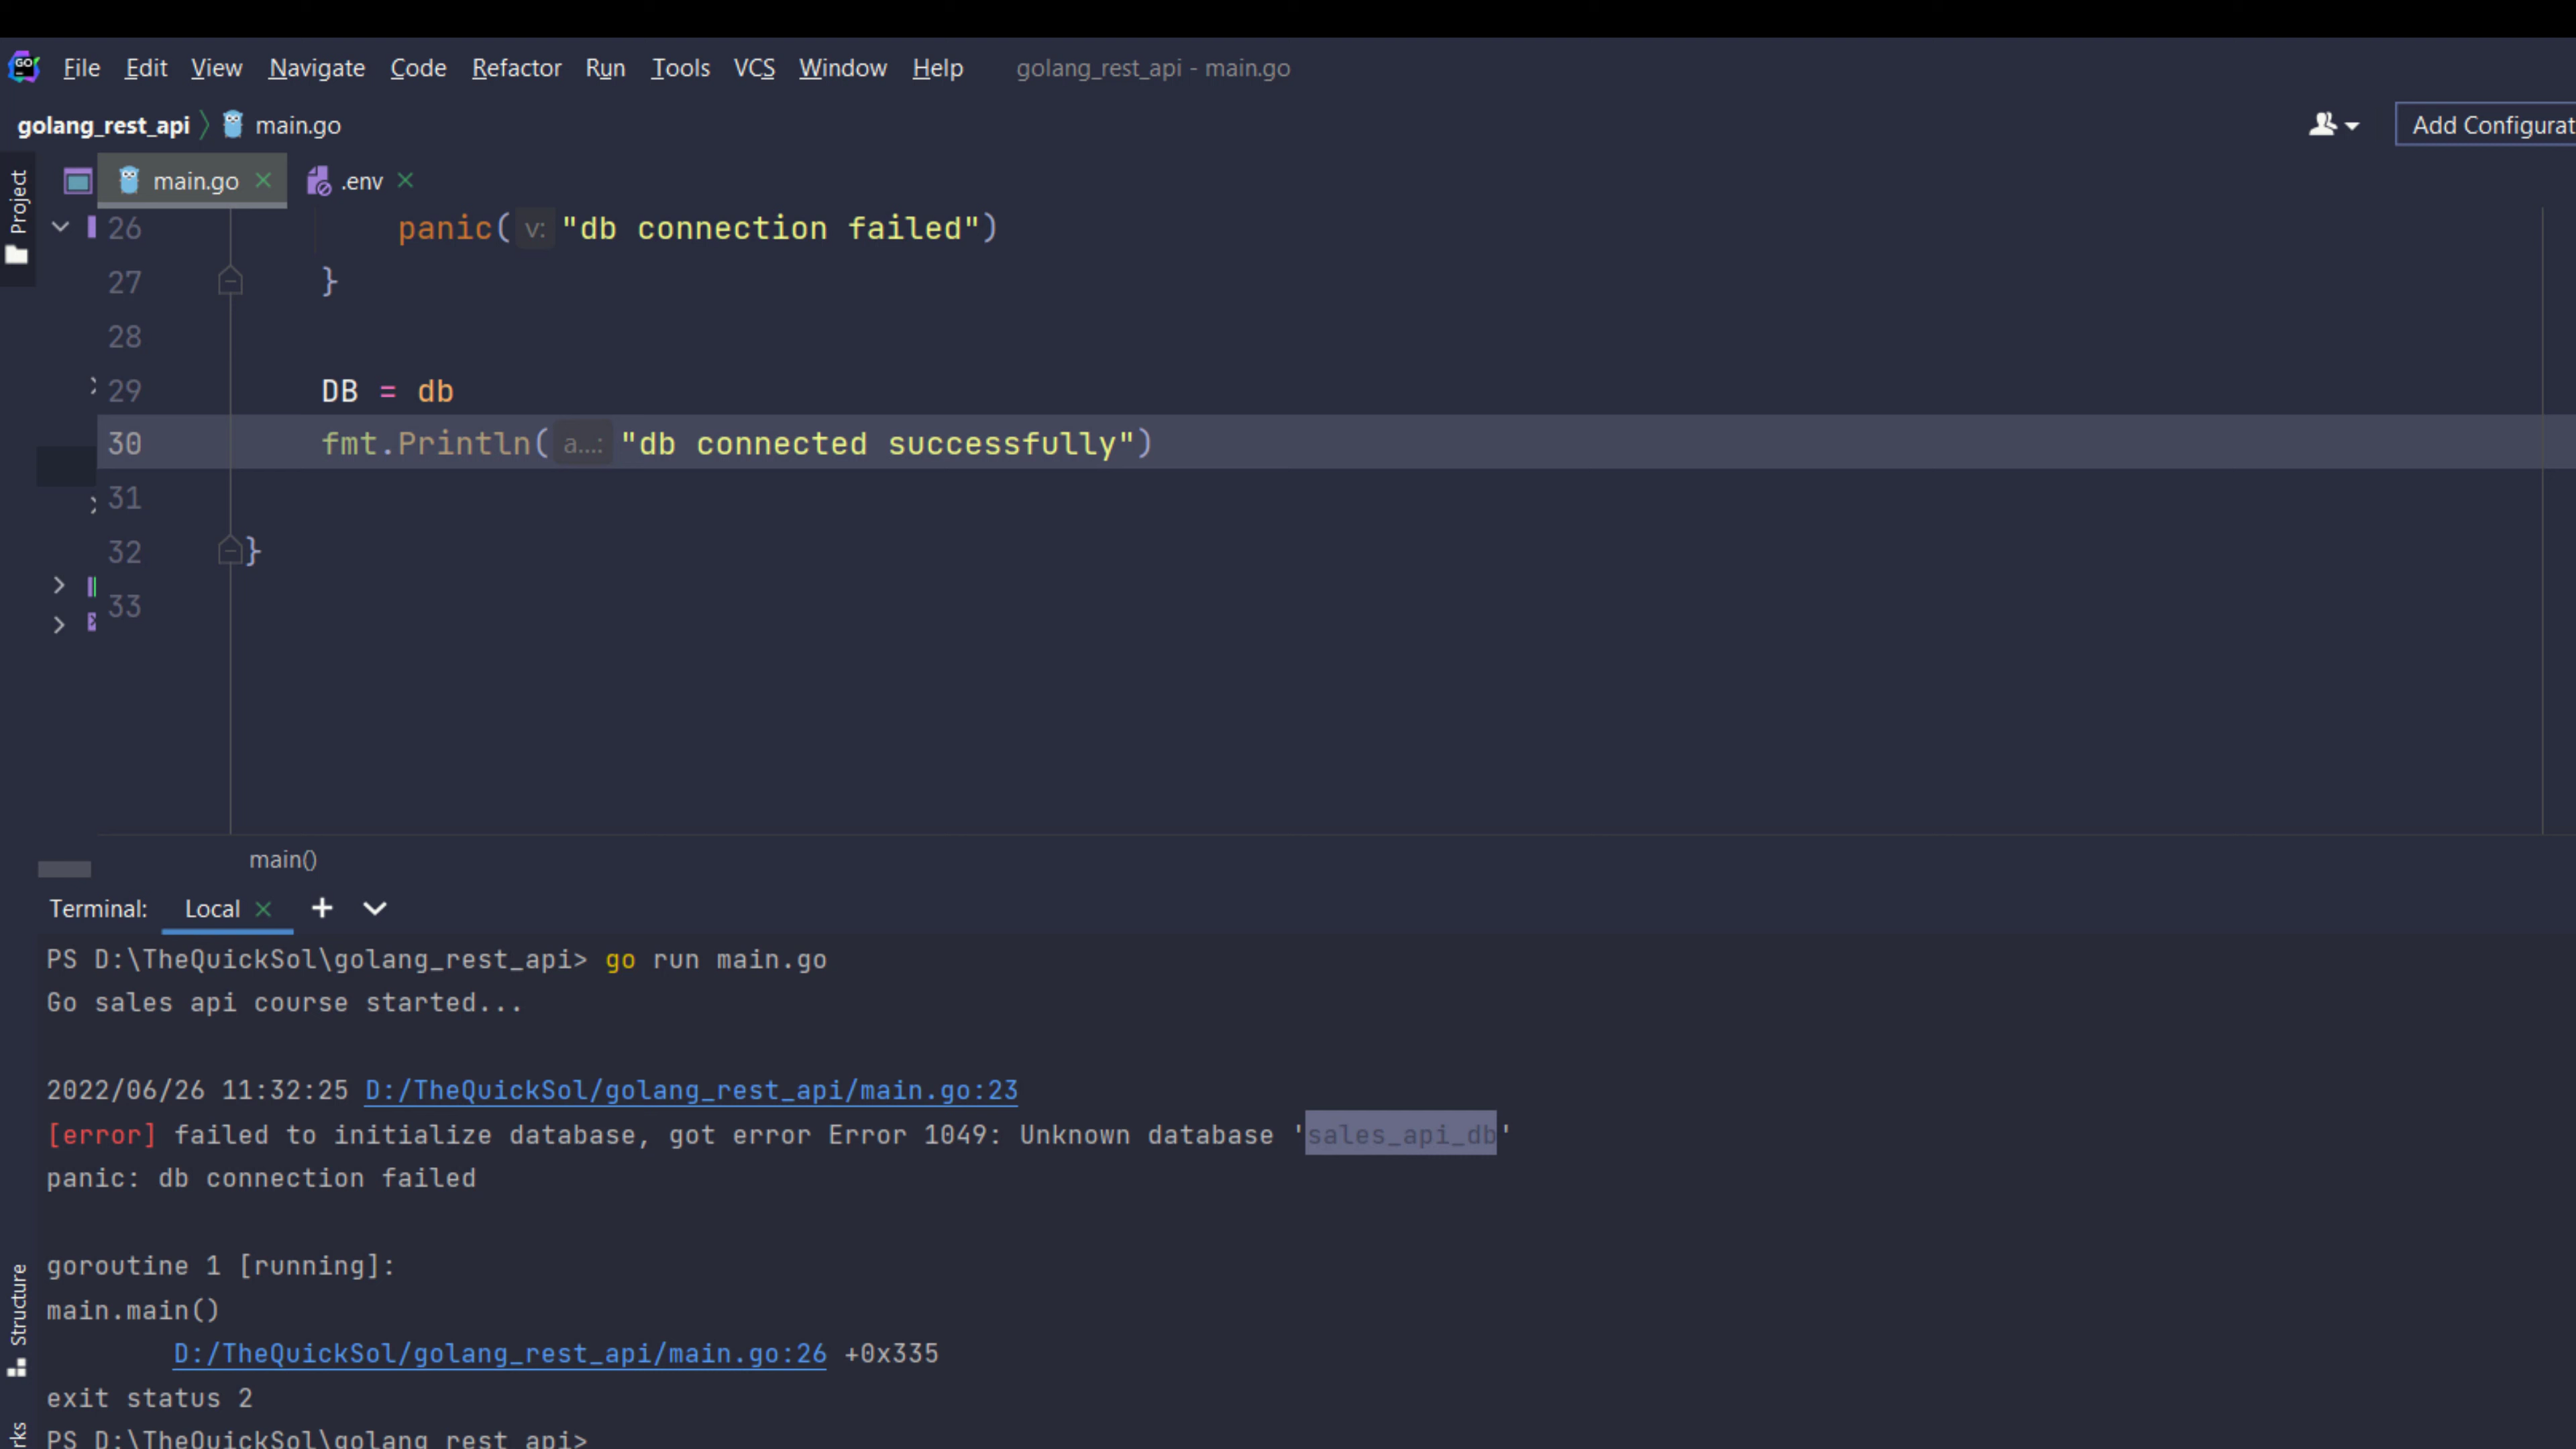 GO
File Edit View Navigate Code Refactor Run Tools VCS Window Help golang_rest_api - main.go
golang_rest_api main.go
Add Configurat
Project
main.go .env
26 panic( v: "db connection failed")
27 }
28
29 DB = db
30 fmt.Println( a...: "db connected successfully")
31
32 }
33
main()
Terminal: Local
PS D:\TheQuickSol\golang_rest_api> go run main.go
Go sales api course started...
2022/06/26 11:32:25 D:/TheQuickSol/golang_rest_api/main.go:23
[error] failed to initialize database, got error Error 1049: Unknown database 'sales_api_db'
panic: db connection failed
goroutine 1 [running]:
main.main()
D:/TheQuickSol/golang_rest_api/main.go:26 +0x335
exit status 2
PS D:\TheQuickSol\golang_rest_api>
Structure
rks